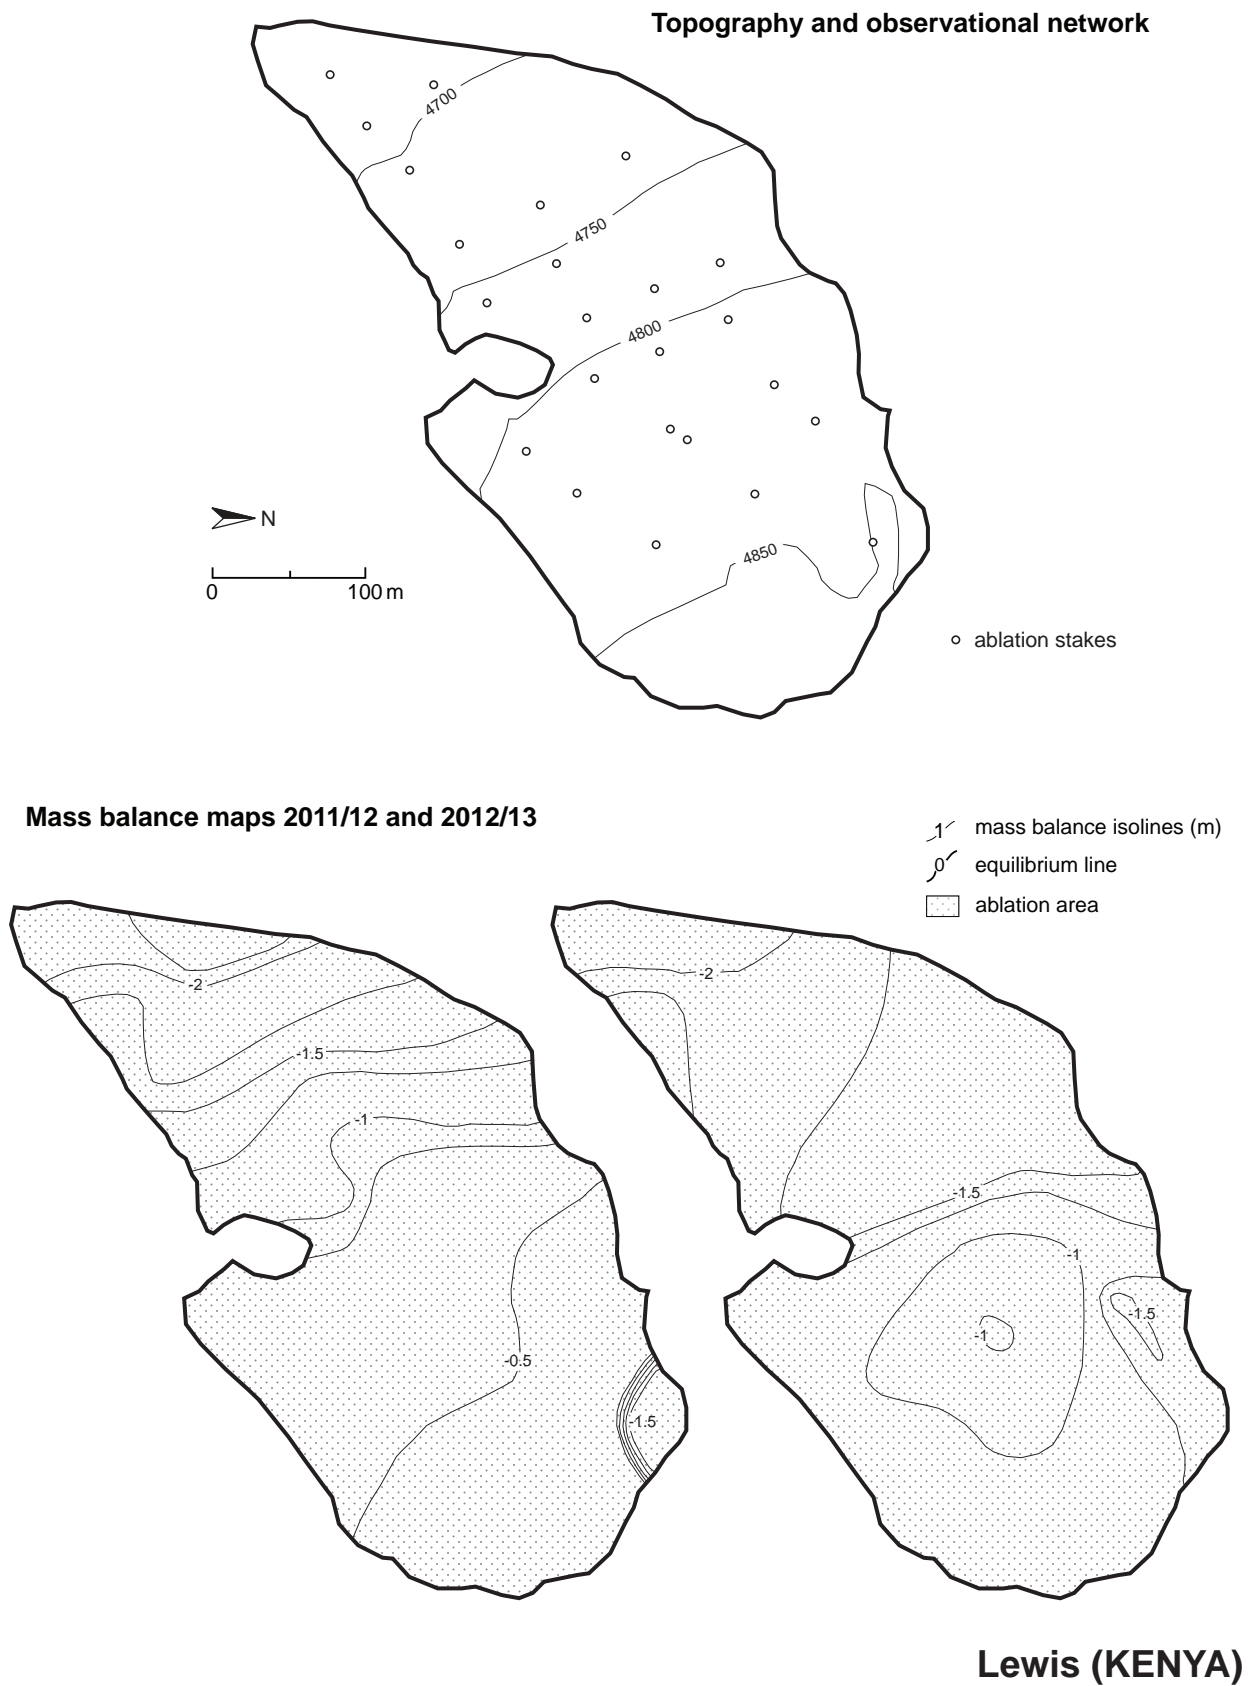 Topography and observational network
4700
4750
4800
N
0 100 m
4850
ablation stakes
Mass balance maps 2011/12 and 2012/13
1 mass balance isolines (m)
0 equilibrium line
ablation area
-2
-1.5
-1
-0.5
-1.5
-2
-1.5
-1
-1.5
-1
Lewis (KENYA)